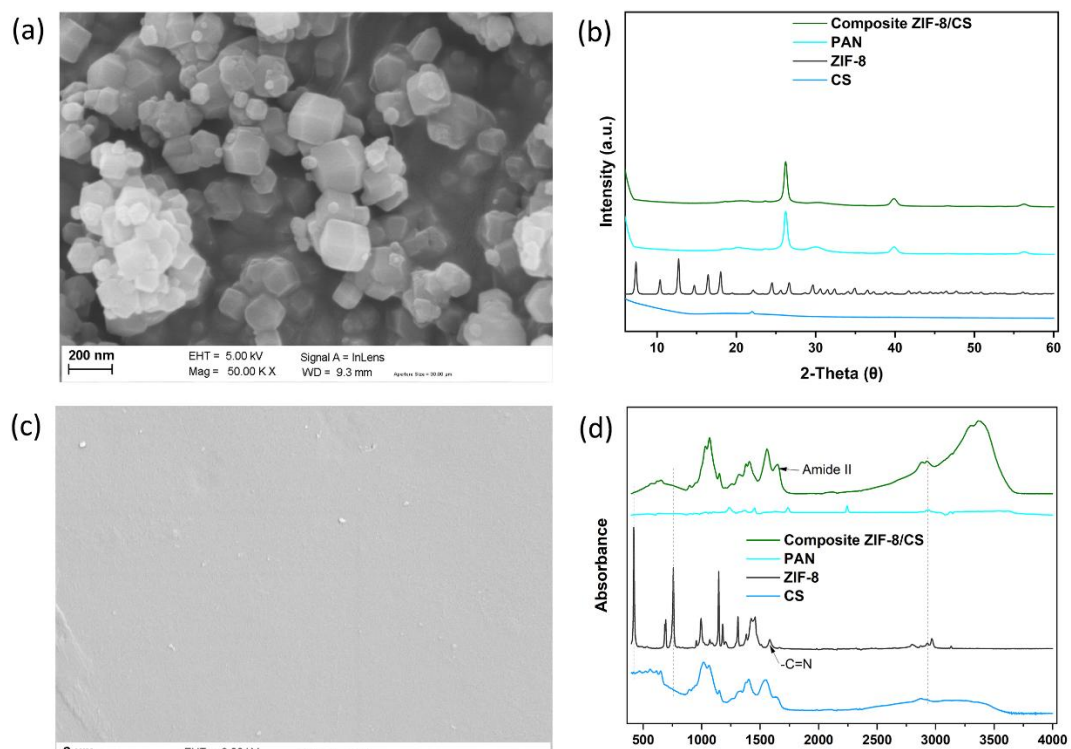 (a)
200 nm
EHT = 5.00 kV
Signal A = InLens
Mag = 50.00 K X
WD = 9.3 mm
(b)
Composite ZIF-8/CS
PAN
ZIF-8
CS
Intensity (a.u.)
10 20 30 40 50 60
2-Theta (θ)
(c)
(d)
Amide II
Composite ZIF-8/CS
PAN
ZIF-8
CS
-C=N
Absorbance
500 1000 1500 2000 2500 3000 3500 4000